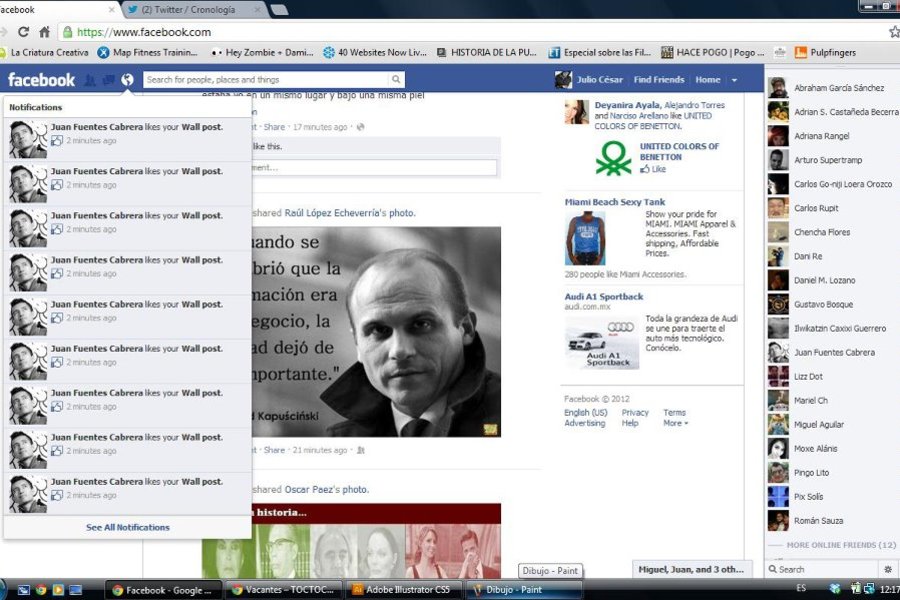 Facebook
(2) Twitter / Cronología
https://www.facebook.com
La Criatura Creativa
Map Fitness Trainin...
Hey Zombie + Dami...
40 Websites Now Liv...
HISTORIA DE LA PU...
Especial sobre las Fil...
HACE POGO | Pogo ...
Pulpfingers
facebook
Search for people, places and things
Julio César
Find Friends
Home
Notifications
Juan Fuentes Cabrera likes your Wall post.
2 minutes ago
Juan Fuentes Cabrera likes your Wall post.
2 minutes ago
Juan Fuentes Cabrera likes your Wall post.
2 minutes ago
Juan Fuentes Cabrera likes your Wall post.
2 minutes ago
Juan Fuentes Cabrera likes your Wall post.
2 minutes ago
Juan Fuentes Cabrera likes your Wall post.
2 minutes ago
Juan Fuentes Cabrera likes your Wall post.
2 minutes ago
Juan Fuentes Cabrera likes your Wall post.
2 minutes ago
Juan Fuentes Cabrera likes your Wall post.
2 minutes ago
See All Notifications
estaba yo en un mismo lugar y bajo una misma piel
· Share · 17 minutes ago ·
like this.
shared Raúl López Echeverría's photo.
ando se
brió que la
mación era
egocio, la
ad dejó de
mportante."
d Kapuściński
· Share · 21 minutes ago ·
shared Oscar Paez's photo.
historia...
Deyanira Ayala, Alejandro Torres
and Narciso Arellano like UNITED
COLORS OF BENETTON.
UNITED COLORS OF
BENETTON
Like
Miami Beach Sexy Tank
Show your pride for
MIAMI. MIAMI Apparel &
Accessories. Fast
shipping, Affordable
Prices.
280 people like Miami Accessories.
Audi A1 Sportback
audi.com.mx
Audi
Audi A1
Sportback
Toda la grandeza de Audi
se une para traerte el
auto más tecnológico.
Conócelo.
Facebook © 2012
English (US)
Privacy
Terms
Advertising
Help
More
Abraham García Sánchez
Adrian S. Castañeda Becerra
Adriana Rangel
Arturo Supertramp
Carlos Go-niji Loera Orozco
Carlos Rupit
Chencha Flores
Dani Re
Daniel M. Lozano
Gustavo Bosque
Ilwikatzin Caxixi Guerrero
Juan Fuentes Cabrera
Lizz Dot
Mariel Ch
Miguel Aguilar
Moxe Alánis
Pingo Lito
Pix Solís
Román Sauza
MORE ONLINE FRIENDS (12)
Search
Miguel, Juan, and 3 oth...
Dibujo - Paint
Facebook - Google ...
Vacantes – TOCTOC...
Adobe Illustrator CS5
Dibujo - Paint
ES
12:17